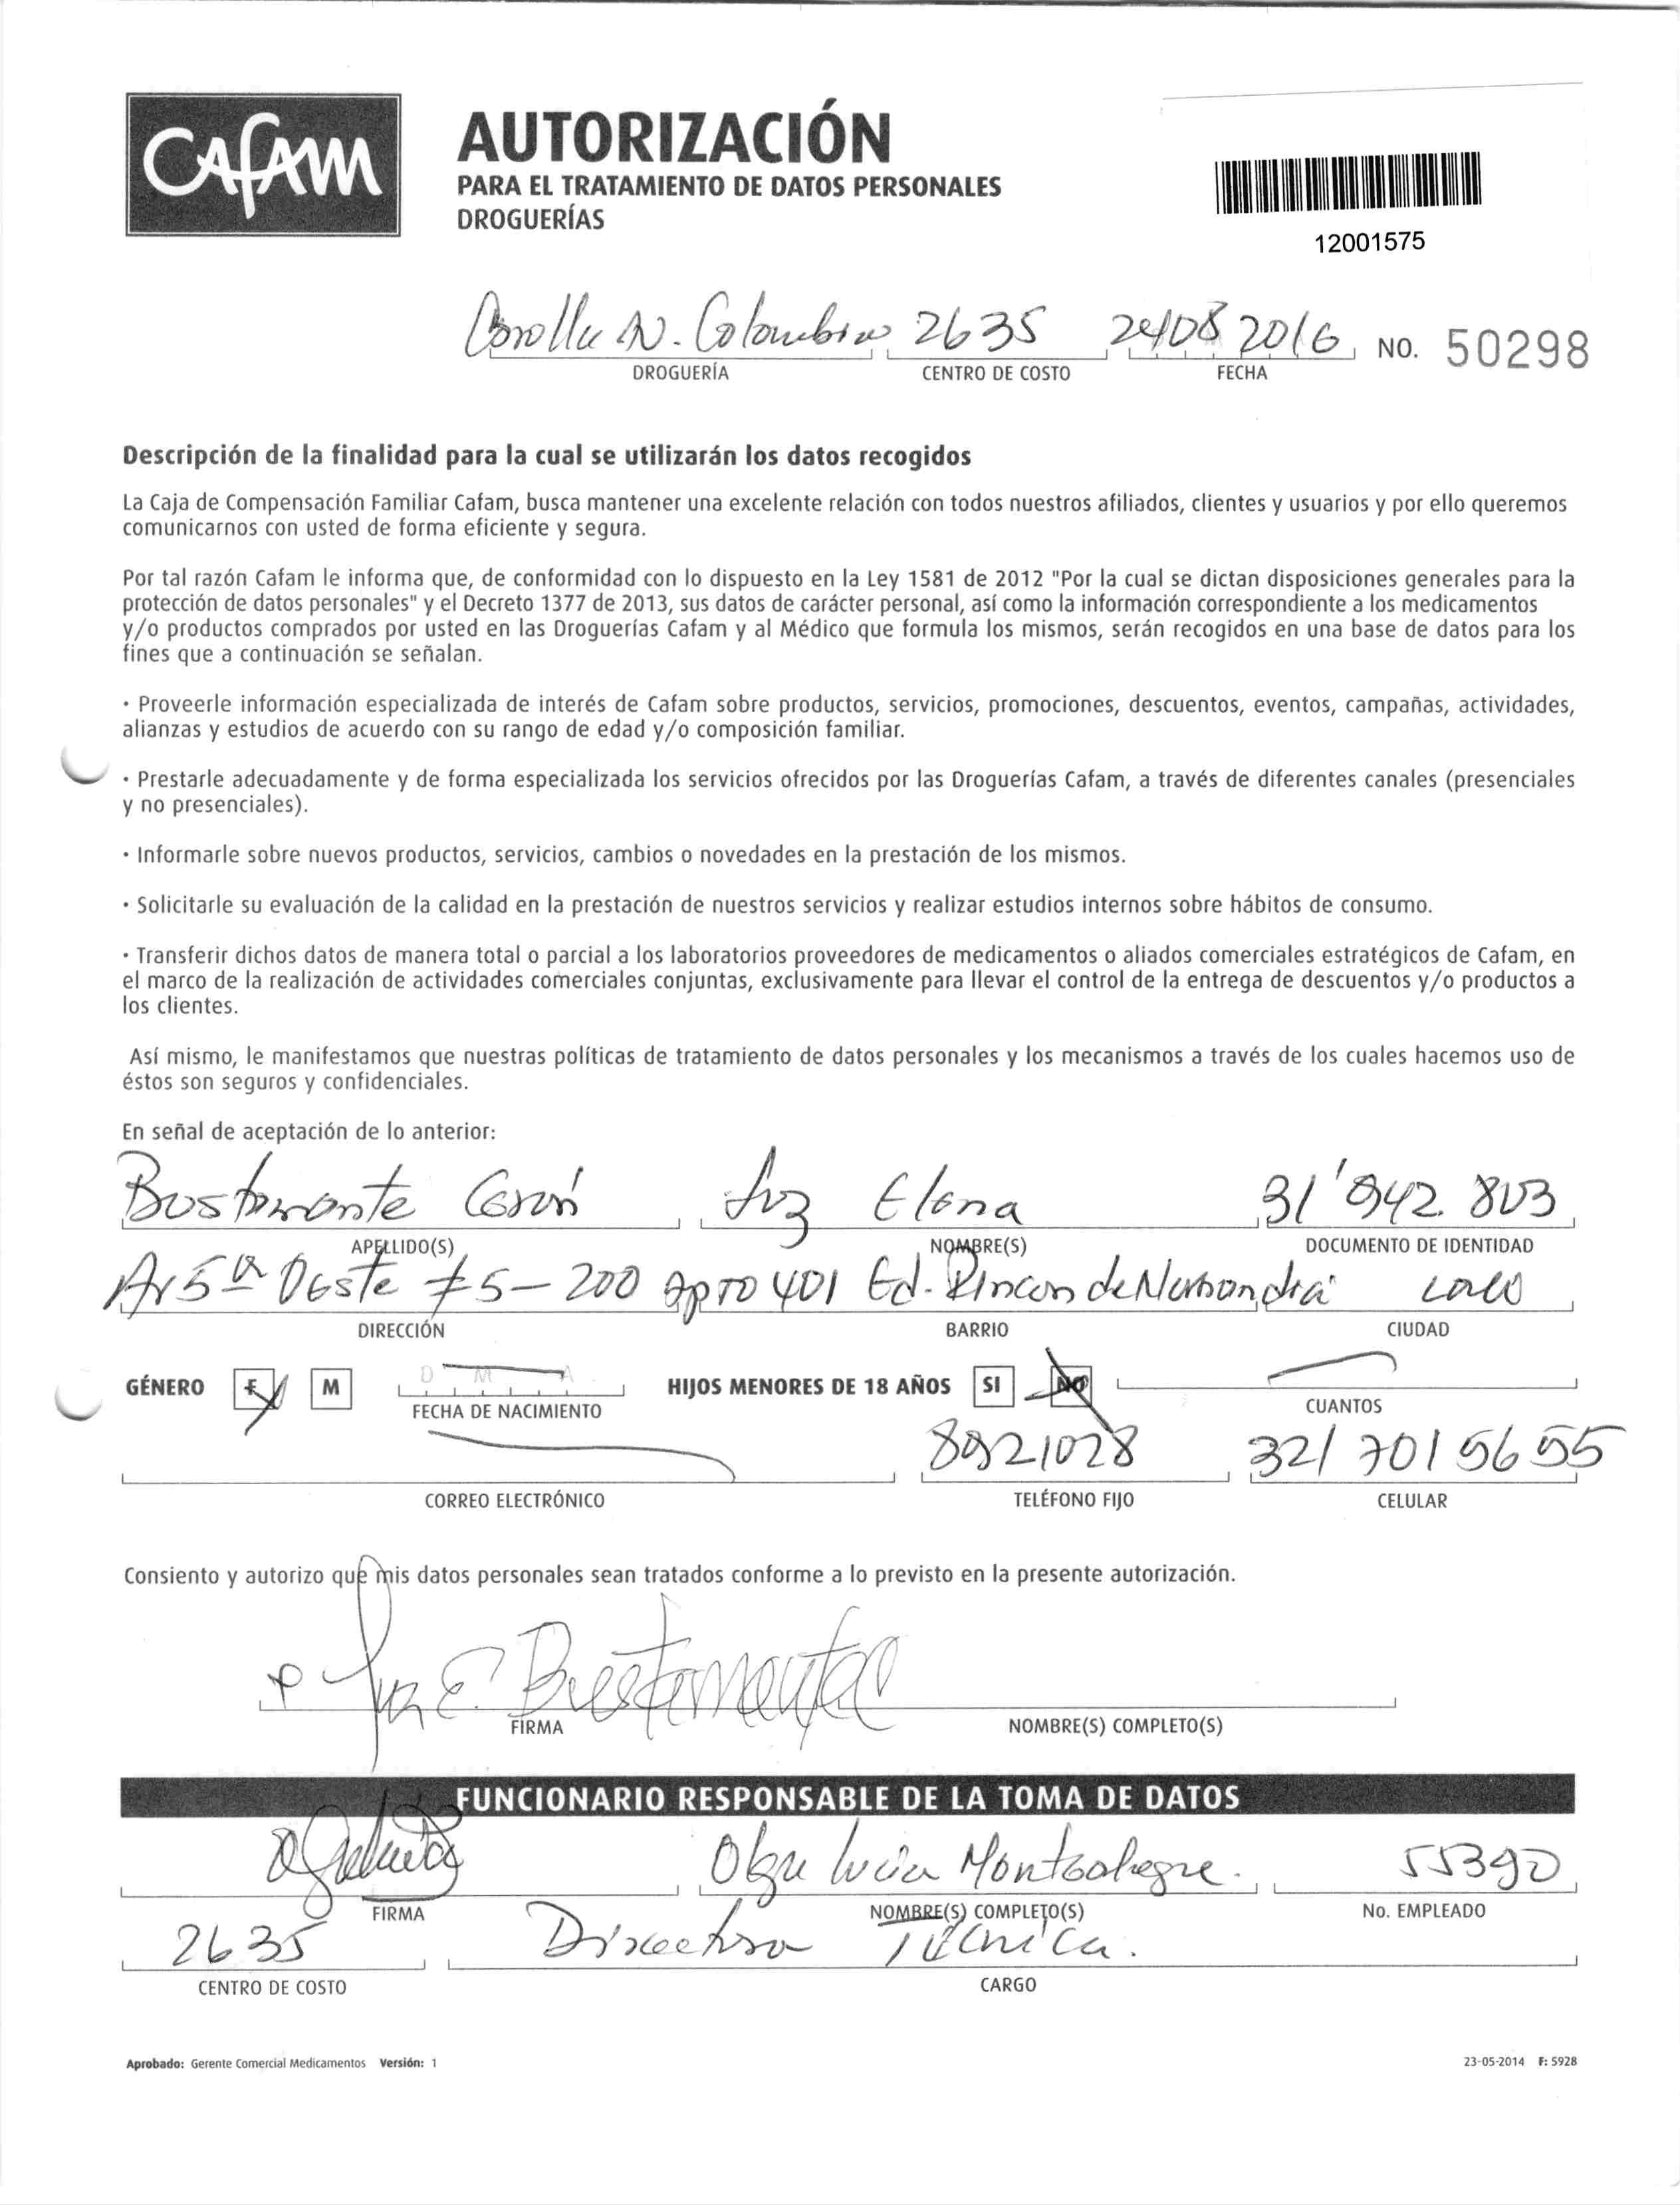 CAFAM
AUTORIZACIÓN
PARA EL TRATAMIENTO DE DATOS PERSONALES
DROGUERÍAS
12001575
N. Colombia 2635 24/08 2016 NO. 50298
DROGUERÍA CENTRO DE COSTO FECHA
Descripción de la finalidad para la cual se utilizarán los datos recogidos
La Caja de Compensación Familiar Cafam, busca mantener una excelente relación con todos nuestros afiliados, clientes y usuarios y por ello queremos
comunicarnos con usted de forma eficiente y segura.
Por tal razón Cafam le informa que, de conformidad con lo dispuesto en la Ley 1581 de 2012 "Por la cual se dictan disposiciones generales para la
protección de datos personales" y el Decreto 1377 de 2013, sus datos de carácter personal, así como la información correspondiente a los medicamentos
y/o productos comprados por usted en las Droguerías Cafam y al Médico que formula los mismos, serán recogidos en una base de datos para los
fines que a continuación se señalan.
· Proveerle información especializada de interés de Cafam sobre productos, servicios, promociones, descuentos, eventos, campañas, actividades,
alianzas y estudios de acuerdo con su rango de edad y/o composición familiar.
· Prestarle adecuadamente y de forma especializada los servicios ofrecidos por las Droguerías Cafam, a través de diferentes canales (presenciales
y no presenciales).
· Informarle sobre nuevos productos, servicios, cambios o novedades en la prestación de los mismos.
· Solicitarle su evaluación de la calidad en la prestación de nuestros servicios y realizar estudios internos sobre hábitos de consumo.
· Transferir dichos datos de manera total o parcial a los laboratorios proveedores de medicamentos o aliados comerciales estratégicos de Cafam, en
el marco de la realización de actividades comerciales conjuntas, exclusivamente para llevar el control de la entrega de descuentos y/o productos a
los clientes.
Así mismo, le manifestamos que nuestras políticas de tratamiento de datos personales y los mecanismos a través de los cuales hacemos uso de
éstos son seguros y confidenciales.
En señal de aceptación de lo anterior:
Bustamante Luz Elena 31'942.803
APELLIDO(S) NOMBRE(S) DOCUMENTO DE IDENTIDAD
5ª Oeste #5-200 apto 401 Ed. Rincon de Normandia
DIRECCIÓN BARRIO CIUDAD
GÉNERO F M D M A HIJOS MENORES DE 18 AÑOS SI NO
FECHA DE NACIMIENTO CUANTOS
8921028 321 701 5655
CORREO ELECTRÓNICO TELÉFONO FIJO CELULAR
Consiento y autorizo que mis datos personales sean tratados conforme a lo previsto en la presente autorización.
Luz E. Bustamante
FIRMA NOMBRE(S) COMPLETO(S)
FUNCIONARIO RESPONSABLE DE LA TOMA DE DATOS
Olga Lucia Montealegre. 55390
FIRMA NOMBRE(S) COMPLETO(S) No. EMPLEADO
2635 Directora Técnica.
CENTRO DE COSTO CARGO
Aprobado: Gerente Comercial Medicamentos Versión: 1 23-05-2014 F: 5928